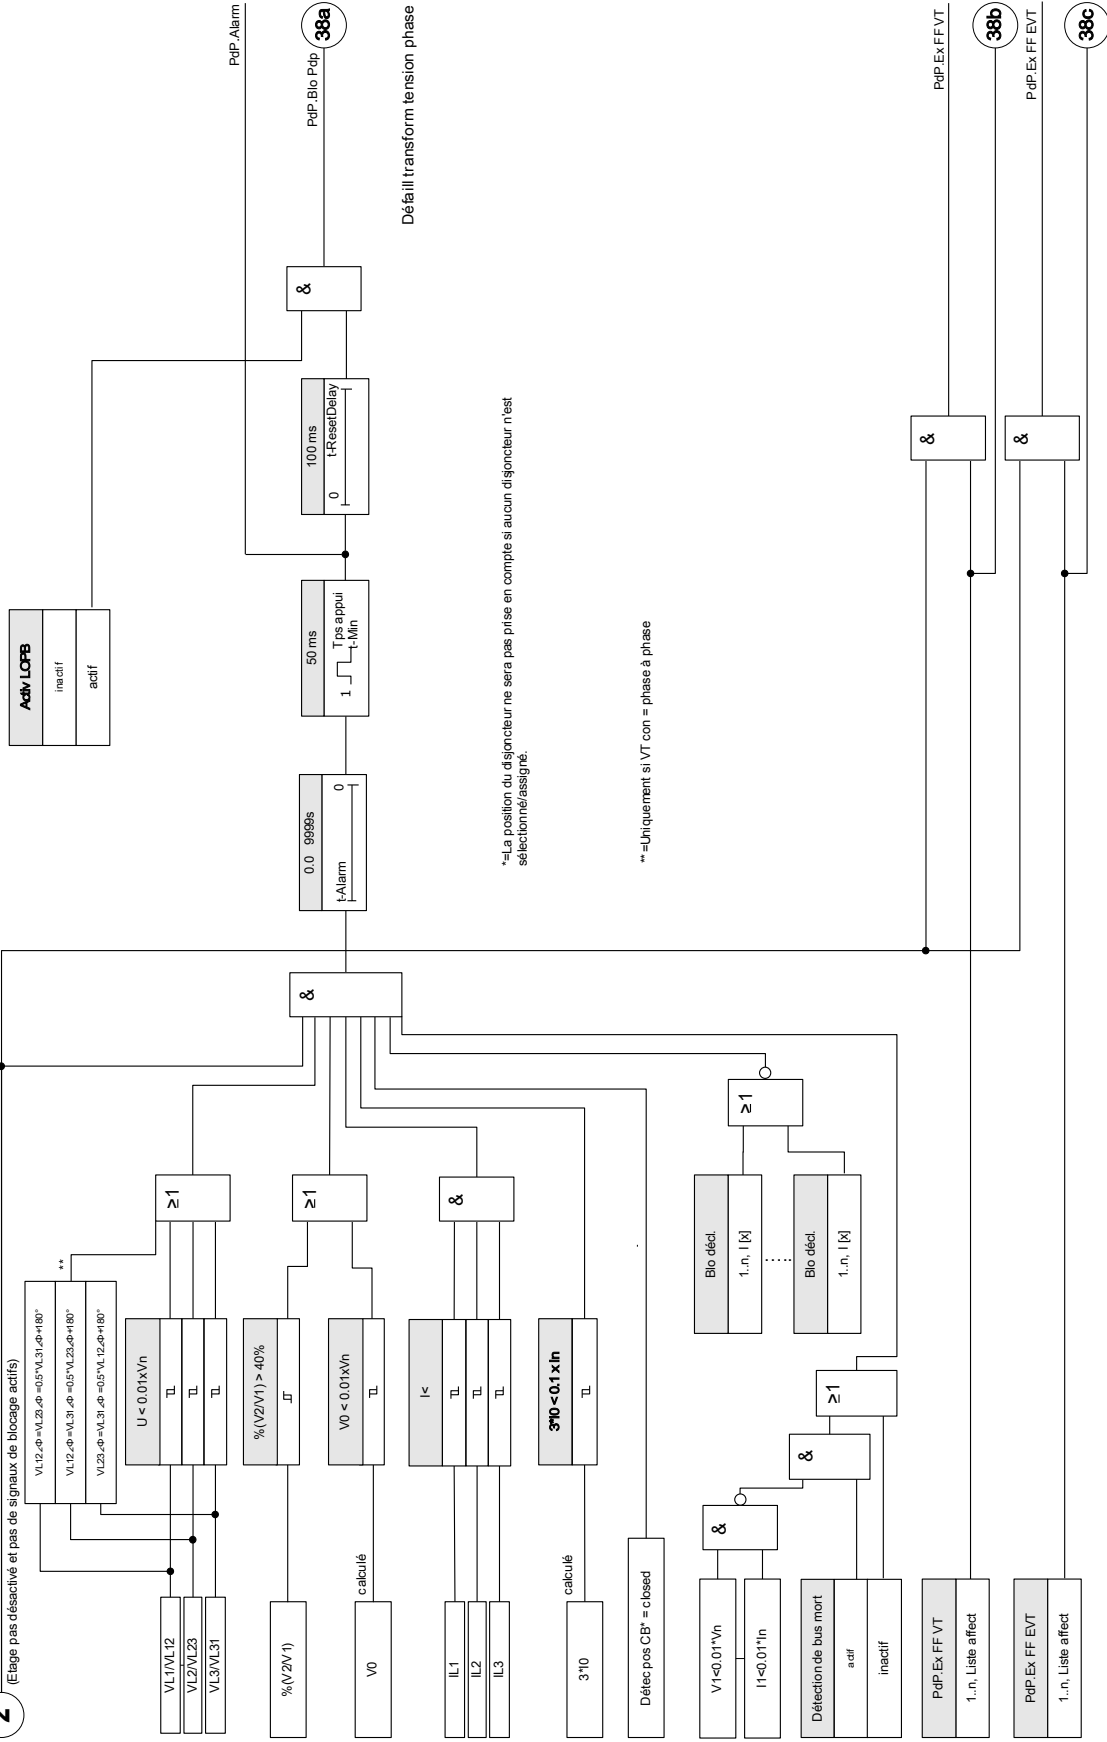 2
(Etage pas désactivé et pas de signaux de blocage actifs)
VL12∠Φ=VL23∠Φ=0.5*VL31∠Φ+180°
VL12∠Φ=VL31∠Φ=0.5*VL23∠Φ+180°
VL23∠Φ=VL31∠Φ=0.5*VL12∠Φ+180°
**
VL1/VL12
VL2/VL23
VL3/VL31
U < 0.01xVn
≥1
%(V2/V1)
%(V2/V1) > 40%
V0
calculé
V0 < 0.01xVn
≥1
IL1
IL2
IL3
I<
&
3*I0
calculé
3*I0 < 0.1 x In
Détec pos CB* = closed
V1<0.01*Vn
I1<0.01*In
&
Détection de bus mort
actif
inactif
&
≥1
Blo décl.
1..n, I [x]
Blo décl.
1..n, I [x]
≥1
&
0.0 9999s
t-Alarm
0
50 ms
1
Tps appui
t-Min
100 ms
0
t-ResetDelay
Activ LOPB
inactif
actif
&
PdP.Alarm
PdP.Blo Pdp
38a
Défaill transform tension phase
*=La position du disjoncteur ne sera pas prise en compte si aucun disjoncteur n'est
sélectionné/assigné.
**=Uniquement si VT con = phase à phase
PdP.Ex FF VT
1..n, Liste affect
&
PdP.Ex FF VT
38b
PdP.Ex FF EVT
1..n, Liste affect
&
PdP.Ex FF EVT
38c